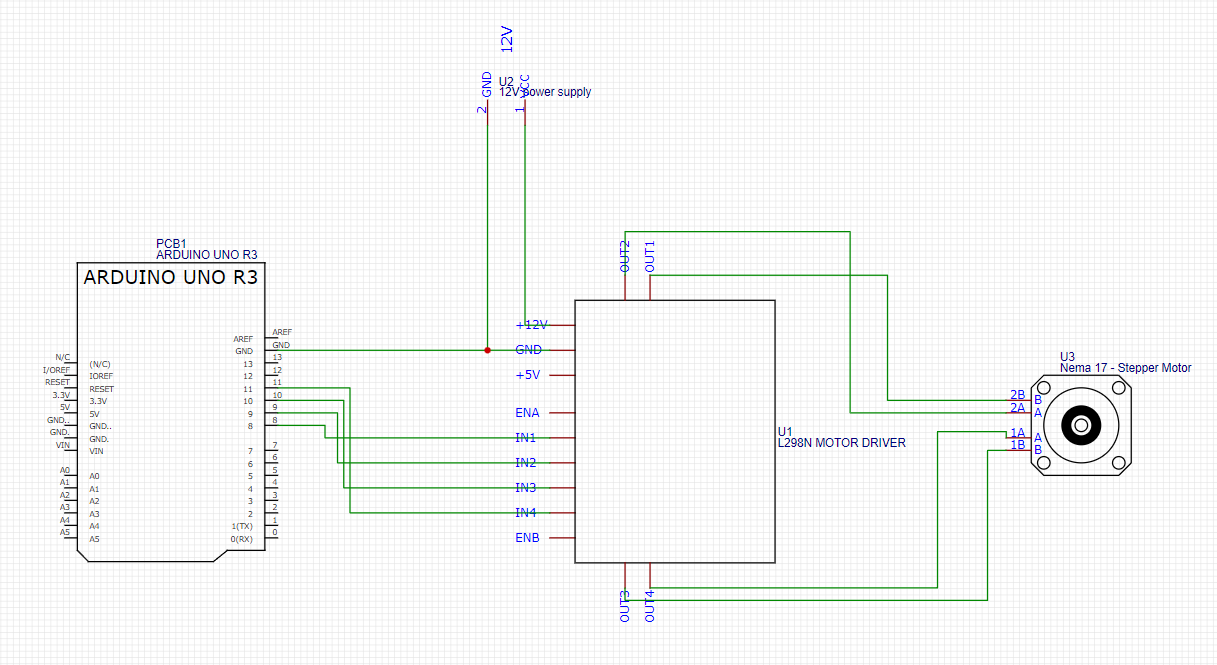 12V
GND
VCC
U2
12V power supply
2
1
PCB1
ARDUINO UNO R3
ARDUINO UNO R3
AREF
AREF
GND
GND
13
13
12
12
11
11
10
10
9
9
8
8
7
7
6
6
5
5
4
4
3
3
2
2
1(TX)
1
0(RX)
0
N/C
(N/C)
I/OREF
IOREF
RESET
RESET
3.3V
3.3V
5V
5V
GND..
GND..
GND.
GND.
VIN
VIN
A0
A0
A1
A1
A2
A2
A3
A3
A4
A4
A5
A5
OUT2
OUT1
+12V
GND
+5V
ENA
IN1
IN2
IN3
IN4
ENB
OUT3
OUT4
U1
L298N MOTOR DRIVER
U3
Nema 17 - Stepper Motor
2B
B
2A
A
1A
A
1B
B